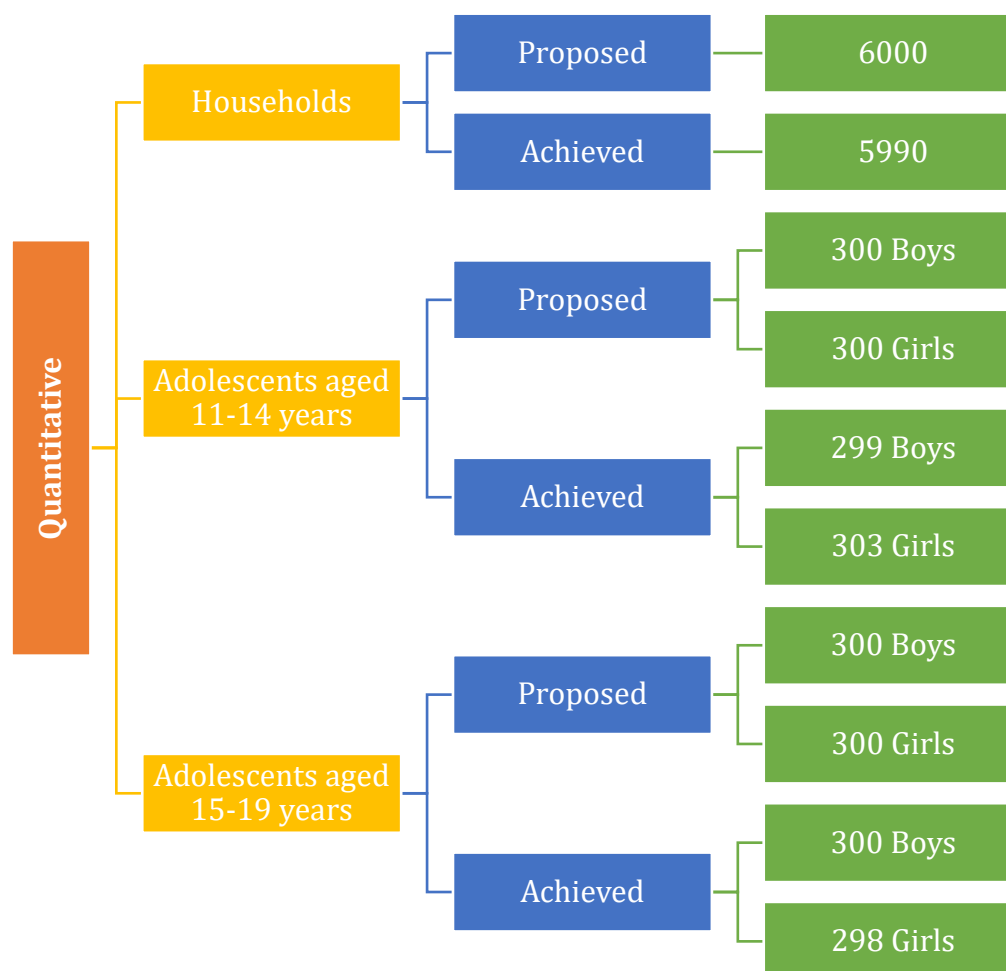 Quantitative
Households
Proposed
6000
Achieved
5990
Adolescents aged
11-14 years
Proposed
300 Boys
300 Girls
Achieved
299 Boys
303 Girls
Adolescents aged
15-19 years
Proposed
300 Boys
300 Girls
Achieved
300 Boys
298 Girls